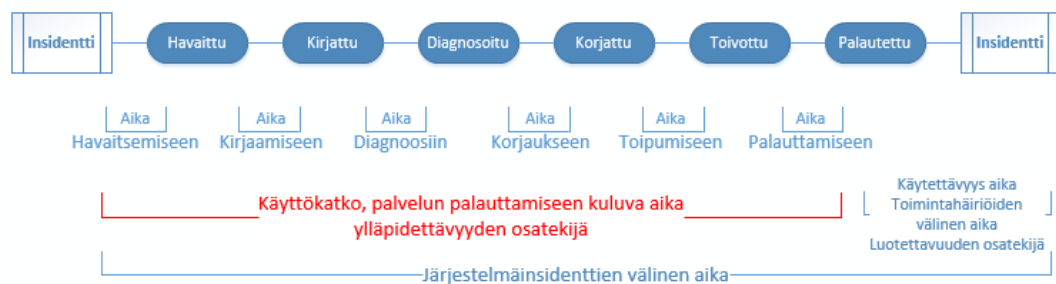 Insidentti
Havaittu
Kirjattu
Diagnosoitu
Korjattu
Toivottu
Palautettu
Insidentti
Aika
Havaitsemiseen
Aika
Kirjaamiseen
Aika
Diagnoosiin
Aika
Korjaukseen
Aika
Toipumiseen
Aika
Palauttamiseen
Käyttökatko, palvelun palauttamiseen kuluva aika
ylläpidettävyyden osatekijä
Käytettävyys aika
Toimintahäiriöiden
välinen aika
Luotettavuuden osatekijä
Järjestelmäinsidenttien välinen aika